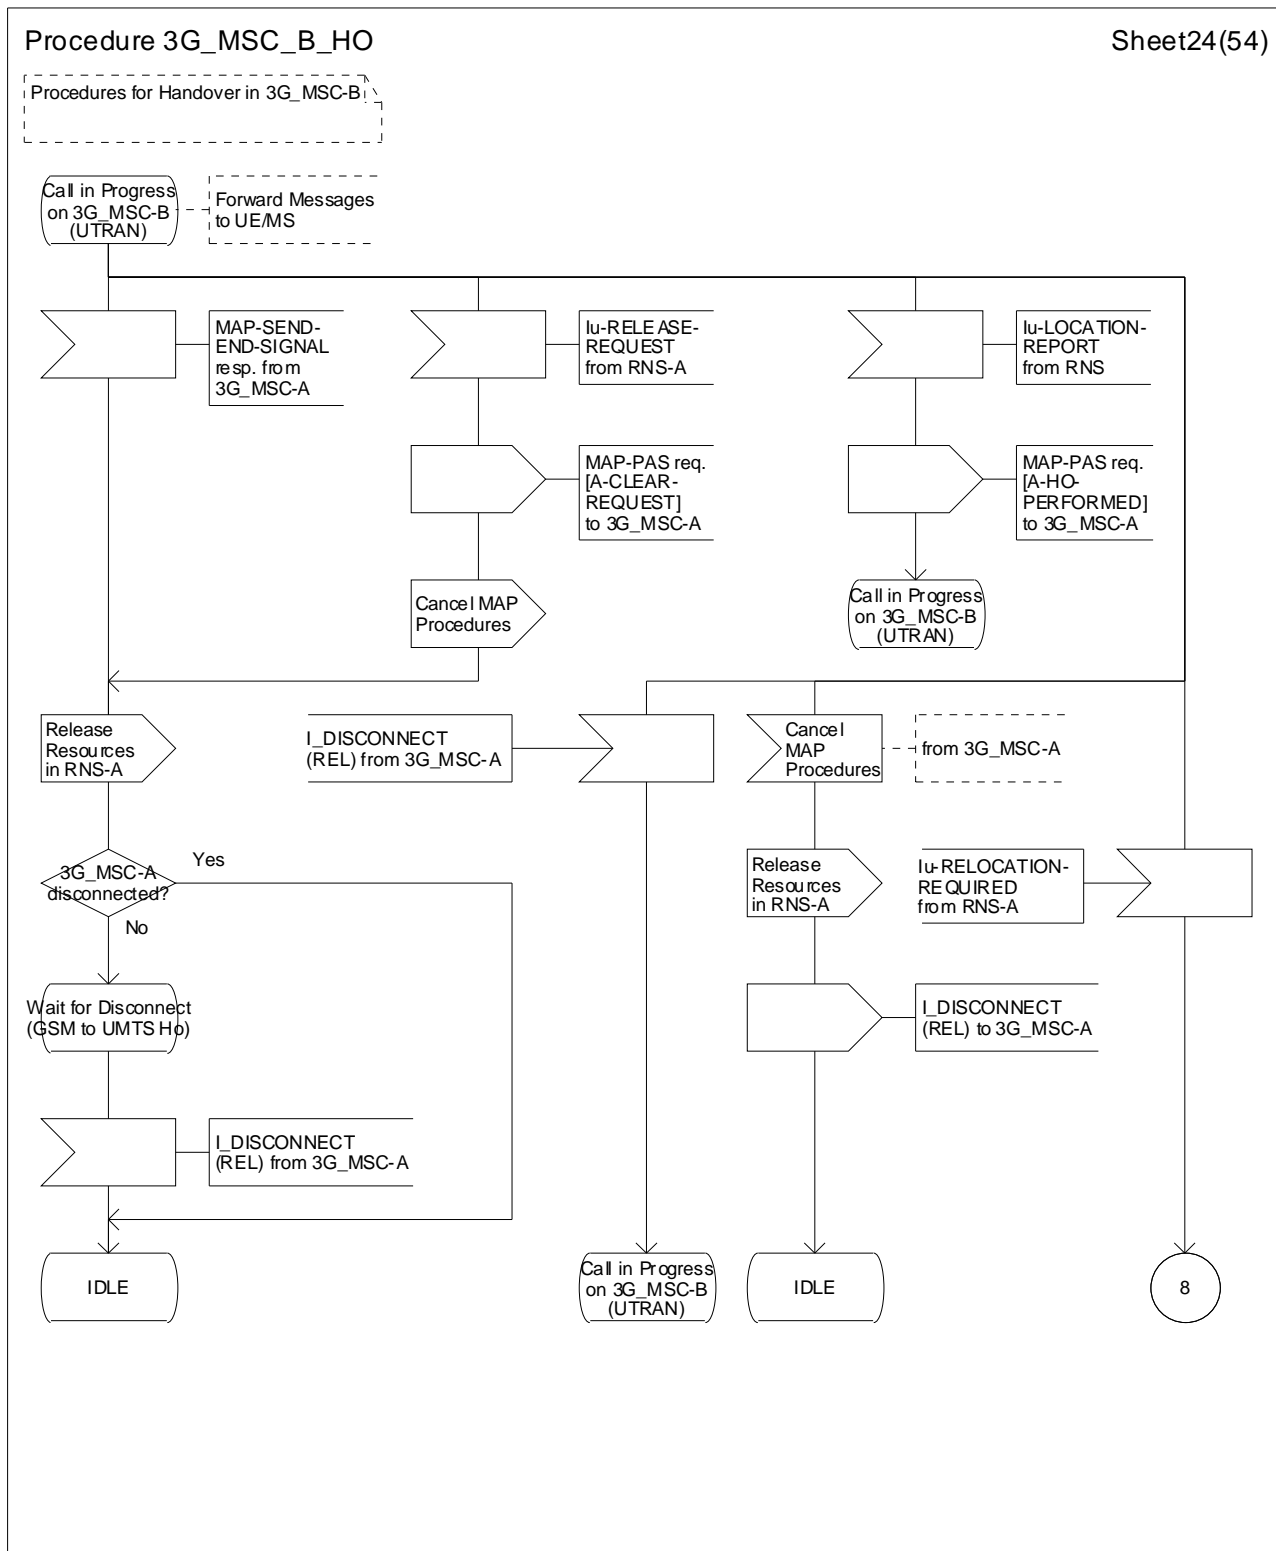 Procedure 3G_MSC_B_HO
Sheet24(54)
Procedures for Handover in 3G_MSC-B
Call in Progress
on 3G_MSC-B
(UTRAN)
Forward Messages
to UE/MS
MAP-SEND-
END-SIGNAL
resp. from
3G_MSC-A
Iu-RELEASE-
REQUEST
from RNS-A
Iu-LOCATION-
REPORT
from RNS
MAP-PAS req.
[A-CLEAR-
REQUEST]
to 3G_MSC-A
MAP-PAS req.
[A-HO-
PERFORMED]
to 3G_MSC-A
Cancel MAP
Procedures
Call in Progress
on 3G_MSC-B
(UTRAN)
Release
Resources
in RNS-A
I_DISCONNECT
(REL) from 3G_MSC-A
Cancel
MAP
Procedures
from 3G_MSC-A
3G_MSC-A
disconnected?
Yes
No
Release
Resources
in RNS-A
Iu-RELOCATION-
REQUIRED
from RNS-A
Wait for Disconnect
(GSM to UMTS Ho)
I_DISCONNECT
(REL) to 3G_MSC-A
I_DISCONNECT
(REL) from 3G_MSC-A
IDLE
Call in Progress
on 3G_MSC-B
(UTRAN)
IDLE
8